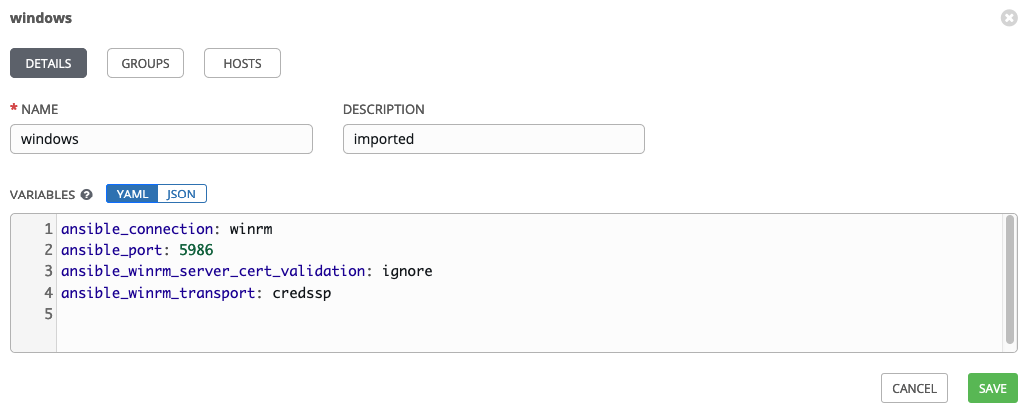 windows
DETAILS GROUPS HOSTS
* NAME DESCRIPTION
windows imported
VARIABLES ? YAML JSON
1 ansible_connection: winrm
2 ansible_port: 5986
3 ansible_winrm_server_cert_validation: ignore
4 ansible_winrm_transport: credssp
5
CANCEL SAVE